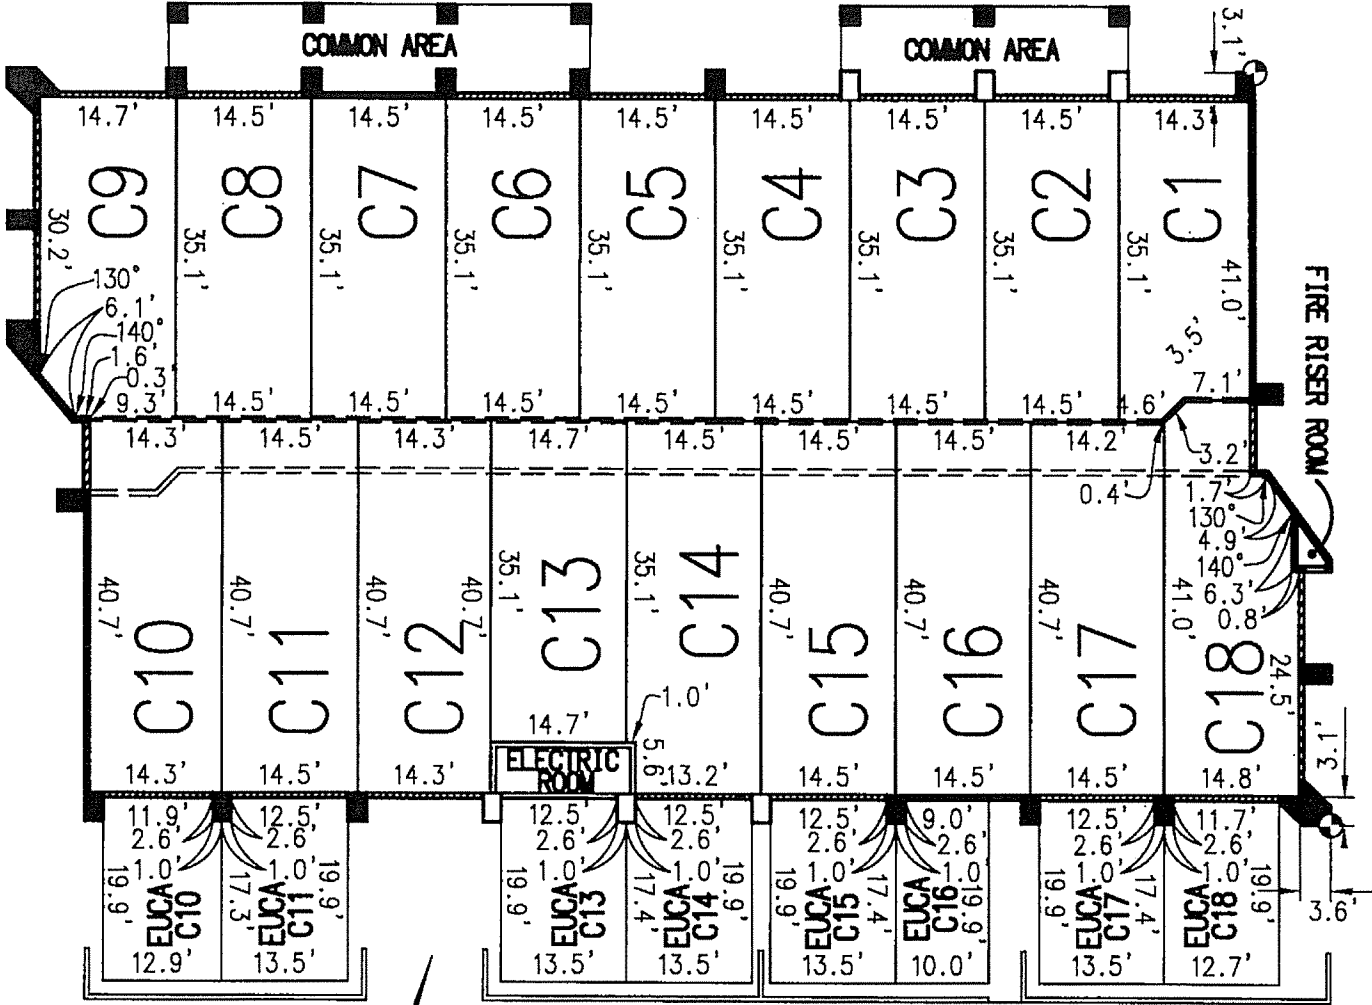 COMMON AREA
COMMON AREA
3.1'
14.7' 14.5' 14.5' 14.5' 14.5' 14.5' 14.5' 14.5' 14.3'
C9 C8 C7 C6 C5 C4 C3 C2 C1
30.2' 35.1' 35.1' 35.1' 35.1' 35.1' 35.1' 35.1' 35.1' 41.0'
FIRE RISER ROOM
130°
6.1'
140°
1.6'
0.3'
3.5'
7.1'
9.3' 14.5' 14.5' 14.5' 14.5' 14.5' 14.5' 14.5' 4.6'
14.3' 14.5' 14.3' 14.7' 14.5' 14.5' 14.5' 14.2'
3.2'
0.4'
1.7'
130°
4.9'
140°
6.3'
0.8'
40.7' 40.7' 40.7' 40.7' 35.1' 35.1' 40.7' 40.7' 40.7' 41.0' 24.5'
C10 C11 C12 C13 C14 C15 C16 C17 C18
1.0'
14.7'
5.6'
ELECTRIC
ROOM
3.1'
14.3' 14.5' 14.3' 13.2' 14.5' 14.5' 14.5' 14.8'
11.9' 12.5' 12.5' 12.5' 12.5' 9.0' 12.5' 11.7'
2.6' 2.6' 2.6' 2.6' 2.6' 2.6' 2.6' 2.6'
1.0' 1.0' 1.0' 1.0' 1.0' 1.0' 1.0' 1.0'
19.9' 17.3' 19.9' 19.9' 17.4' 19.9' 19.9' 17.4' 19.9' 19.9' 17.4' 19.9'
3.6'
EUCA C10
EUCA C11
EUCA C13
EUCA C14
EUCA C15
EUCA C16
EUCA C17
EUCA C18
12.9' 13.5' 13.5' 13.5' 13.5' 10.0' 13.5' 12.7'